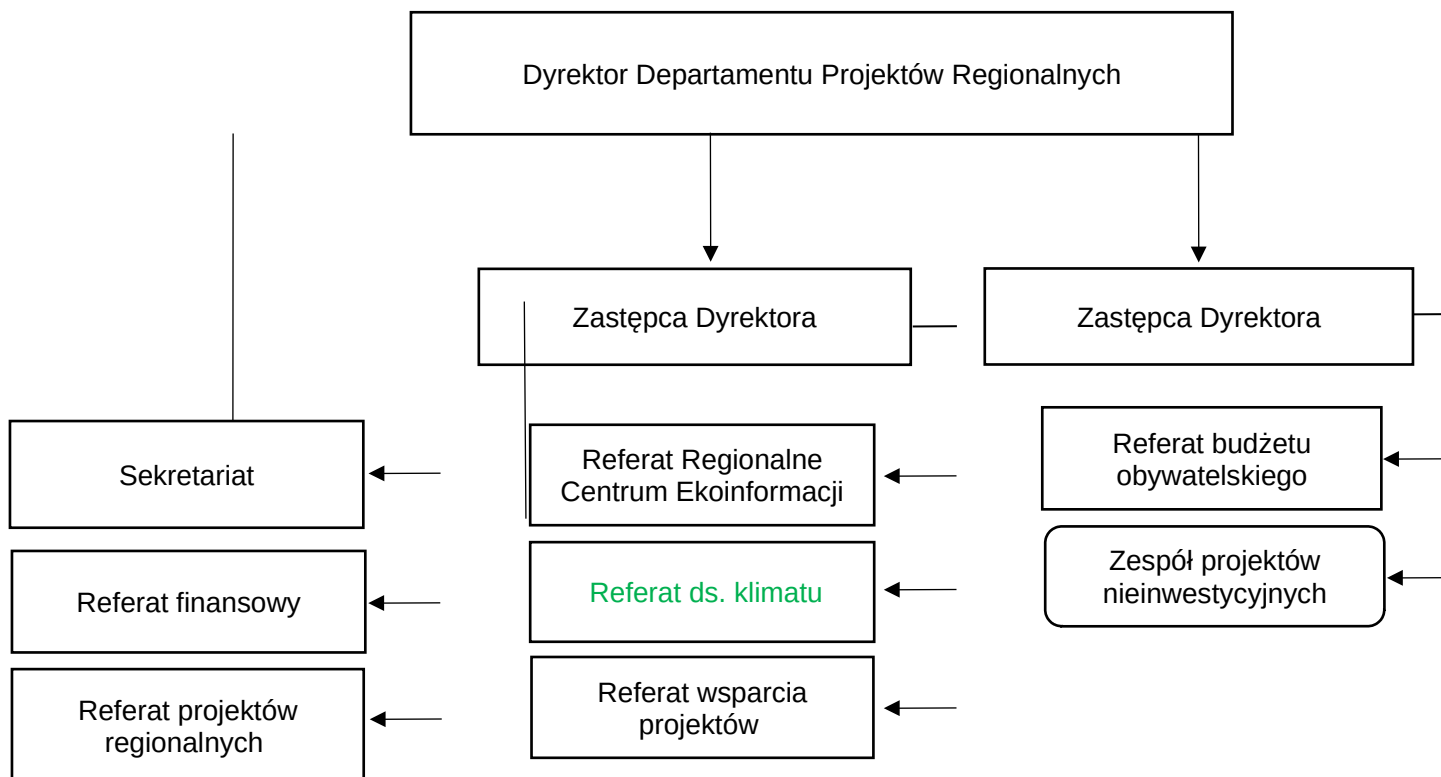 Dyrektor Departamentu Projektów Regionalnych
Zastępca Dyrektora
Zastępca Dyrektora
Sekretariat
Referat finansowy
Referat projektów
regionalnych
Referat Regionalne
Centrum Ekoinformacji
Referat ds. klimatu
Referat wsparcia
projektów
Referat budżetu
obywatelskiego
Zespół projektów
nieinwestycyjnych